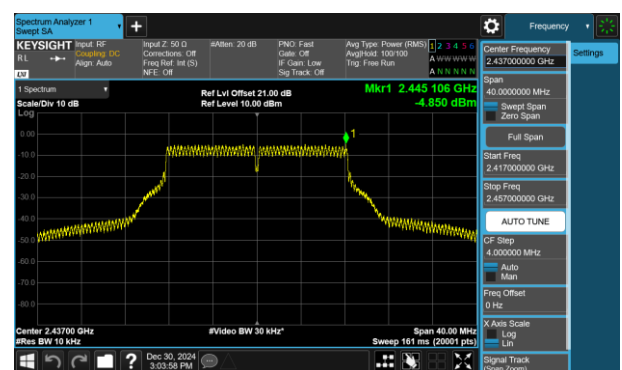 Spectrum Analyzer 1
Swept SA
Frequency
KEYSIGHT
RL
LXI
Input: RF
Coupling: DC
Align: Auto
Input Z: 50 Ω
Corrections: Off
Freq Ref: Int (S)
NFE: Off
#Atten: 20 dB
PNO: Fast
Gate: Off
IF Gain: Low
Sig Track: Off
Avg Type: Power (RMS)
Avg|Hold: 100/100
Trig: Free Run
1 2 3 4 5 6
A W W W W W
A N N N N N
1 Spectrum
Scale/Div 10 dB
Log
Ref Lvl Offset 21.00 dB
Ref Level 10.00 dBm
Mkr1 2.445 106 GHz
-4.850 dBm
1
0.00
-10.0
-20.0
-30.0
-40.0
-50.0
-60.0
-70.0
-80.0
Center 2.43700 GHz
#Res BW 10 kHz
#Video BW 30 kHz*
Span 40.00 MHz
Sweep 161 ms (20001 pts)
Dec 30, 2024
3:03:58 PM
Center Frequency
2.437000000 GHz
Span
40.0000000 MHz
Swept Span
Zero Span
Full Span
Start Freq
2.417000000 GHz
Stop Freq
2.457000000 GHz
AUTO TUNE
CF Step
4.000000 MHz
Auto
Man
Freq Offset
0 Hz
X Axis Scale
Log
Lin
Signal Track
(Span Zoom)
Settings